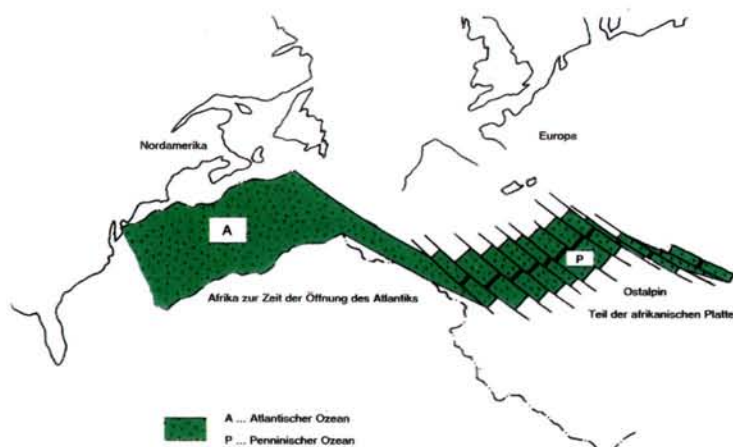 Nordamerika
Europa
A
P
Afrika zur Zeit der Öffnung des Atlantiks
Ostalpin
Teil der afrikanischen Platte
A ... Atlantischer Ozean
P ... Penninischer Ozean